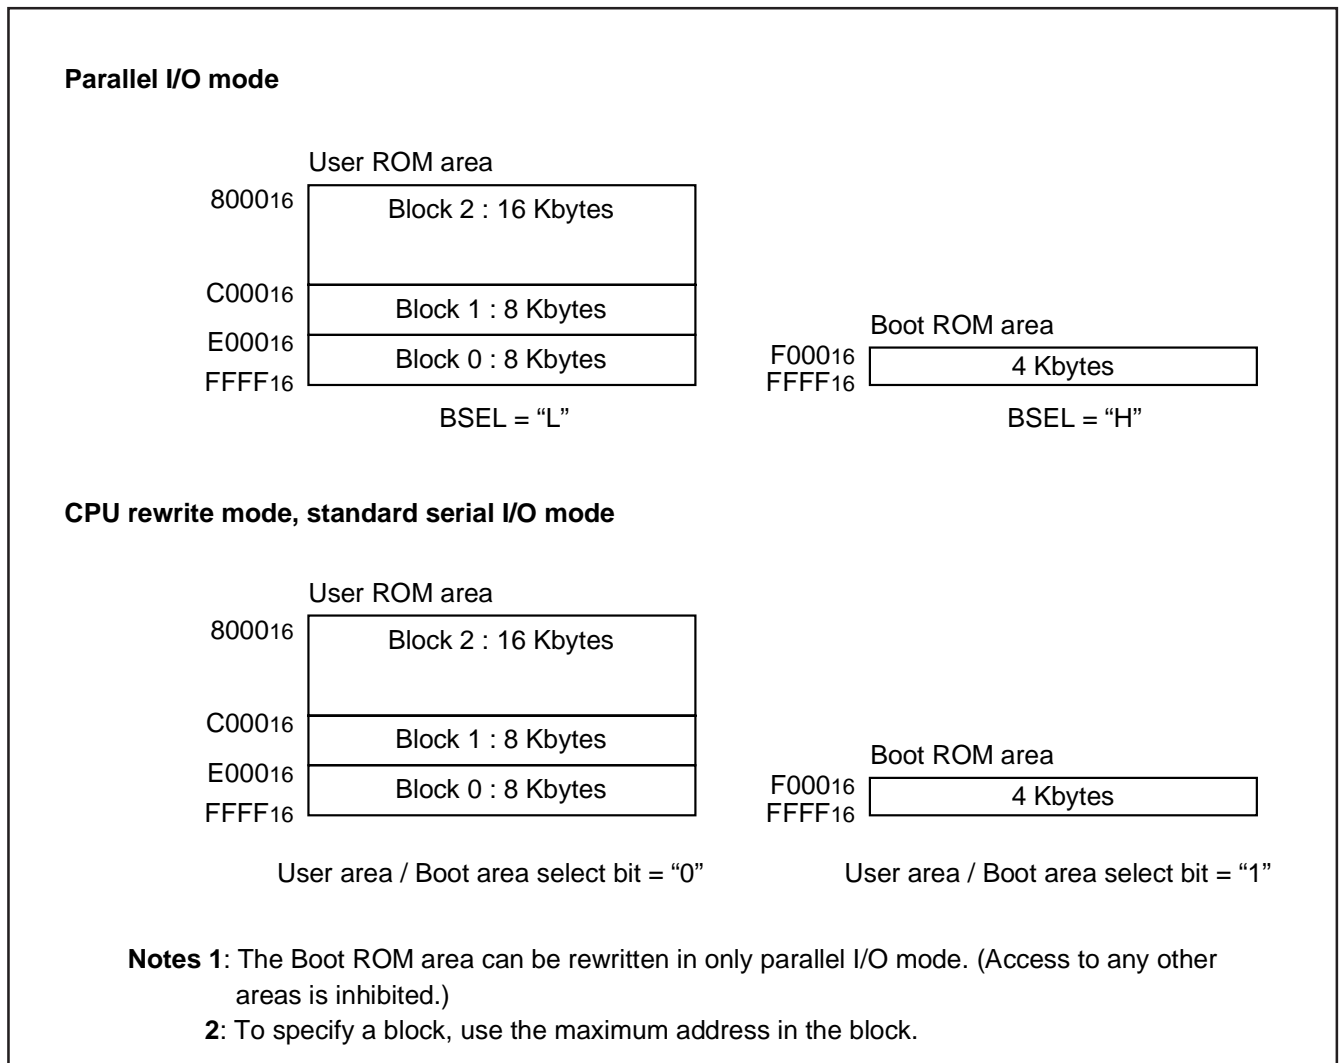 Parallel I/O mode
User ROM area
800016
Block 2 : 16 Kbytes
C00016
Block 1 : 8 Kbytes
E00016
Block 0 : 8 Kbytes
FFFF16
BSEL = “L”
Boot ROM area
F00016
4 Kbytes
FFFF16
BSEL = “H”
CPU rewrite mode, standard serial I/O mode
User ROM area
800016
Block 2 : 16 Kbytes
C00016
Block 1 : 8 Kbytes
E00016
Block 0 : 8 Kbytes
FFFF16
User area / Boot area select bit = “0”
Boot ROM area
F00016
4 Kbytes
FFFF16
User area / Boot area select bit = “1”
Notes 1: The Boot ROM area can be rewritten in only parallel I/O mode. (Access to any other
areas is inhibited.)
2: To specify a block, use the maximum address in the block.